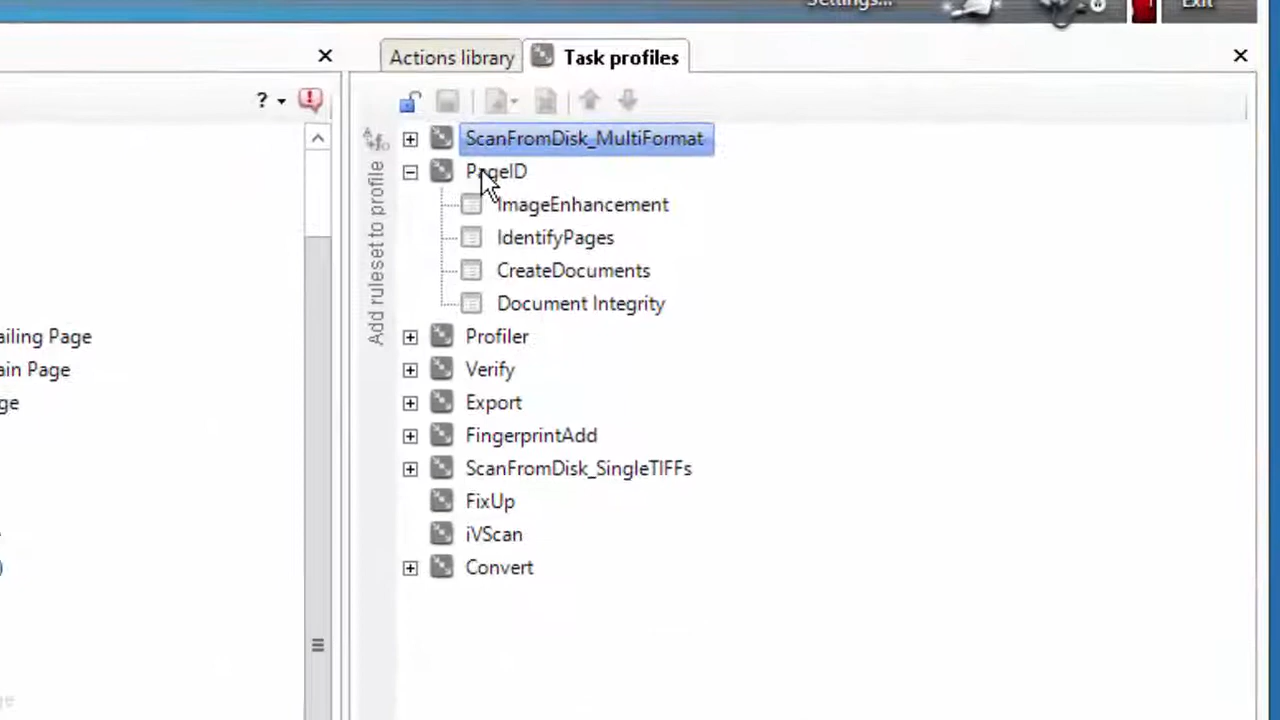 Settings...
Exit
Actions library
Task profiles
?
Add ruleset to profile
ScanFromDisk_MultiFormat
PageID
ImageEnhancement
IdentifyPages
CreateDocuments
Document Integrity
ailing Page
Profiler
ain Page
Verify
ge
Export
FingerprintAdd
ScanFromDisk_SingleTIFFs
FixUp
iVScan
)
Convert